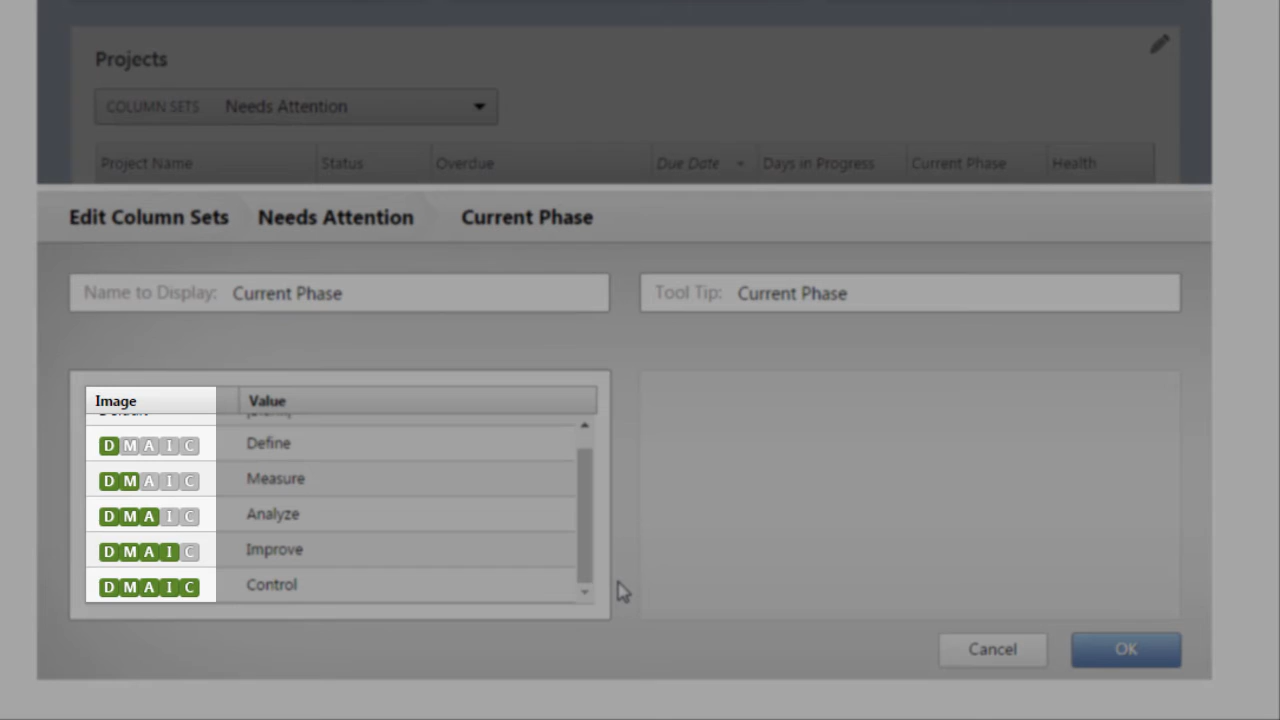 Projects
COLUMN SETS Needs Attention
Project Name Status Overdue Due Date Days in Progress Current Phase Health
Edit Column Sets Needs Attention Current Phase
Name to Display: Current Phase Tool Tip: Current Phase
Image Value
D M A I C Define
D M A I C Measure
D M A I C Analyze
D M A I C Improve
D M A I C Control
Cancel OK